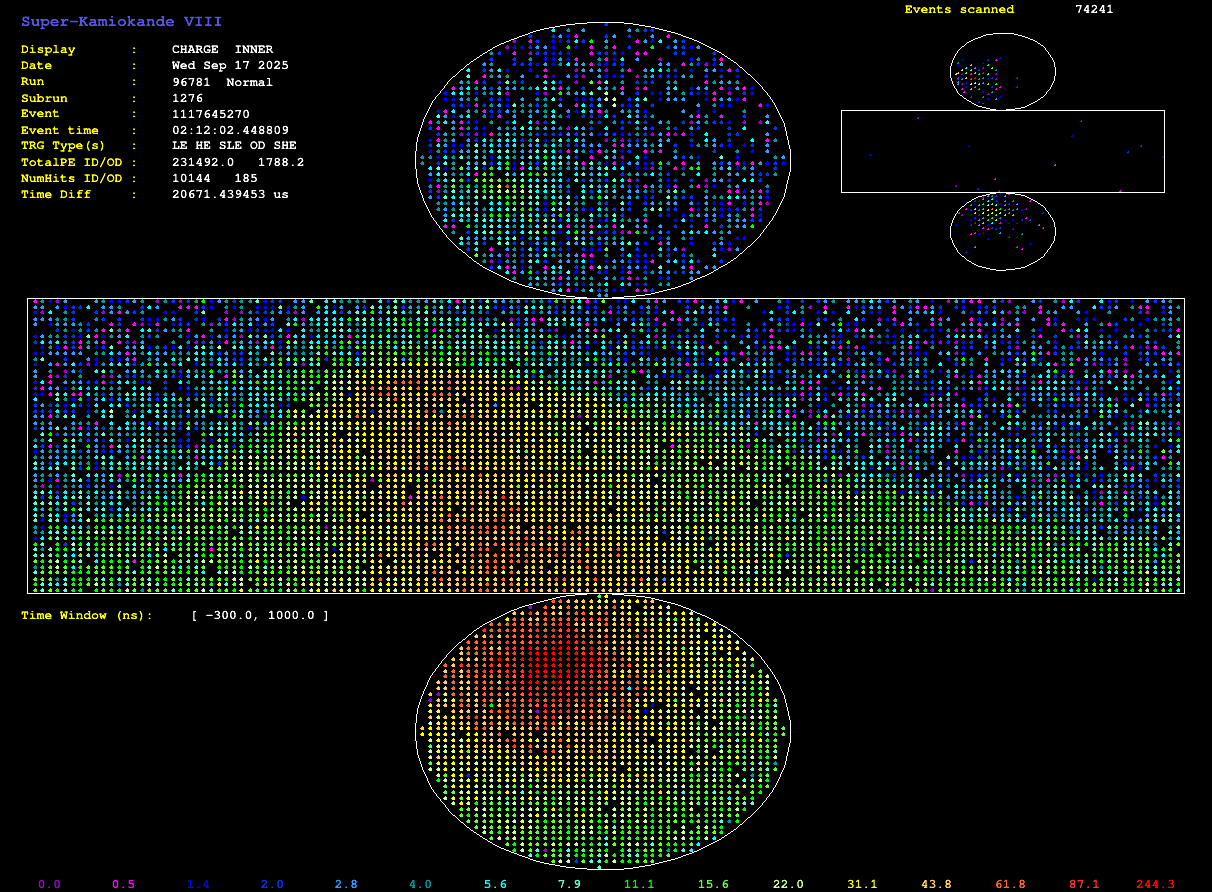 Super-Kamiokande VIII
Events scanned 74241
Display : CHARGE INNER
Date : Wed Sep 17 2025
Run : 96781 Normal
Subrun : 1276
Event : 1117645270
Event time : 02:12:02.448809
TRG Type(s) : LE HE SLE OD SHE
TotalPE ID/OD : 231492.0 1788.2
NumHits ID/OD : 10144 185
Time Diff : 20671.439453 us
Time Window (ns): [ -300.0, 1000.0 ]
0.0 0.5 1.4 2.0 2.8 4.0 5.6 7.9 11.1 15.6 22.0 31.1 43.8 61.8 87.1 244.3